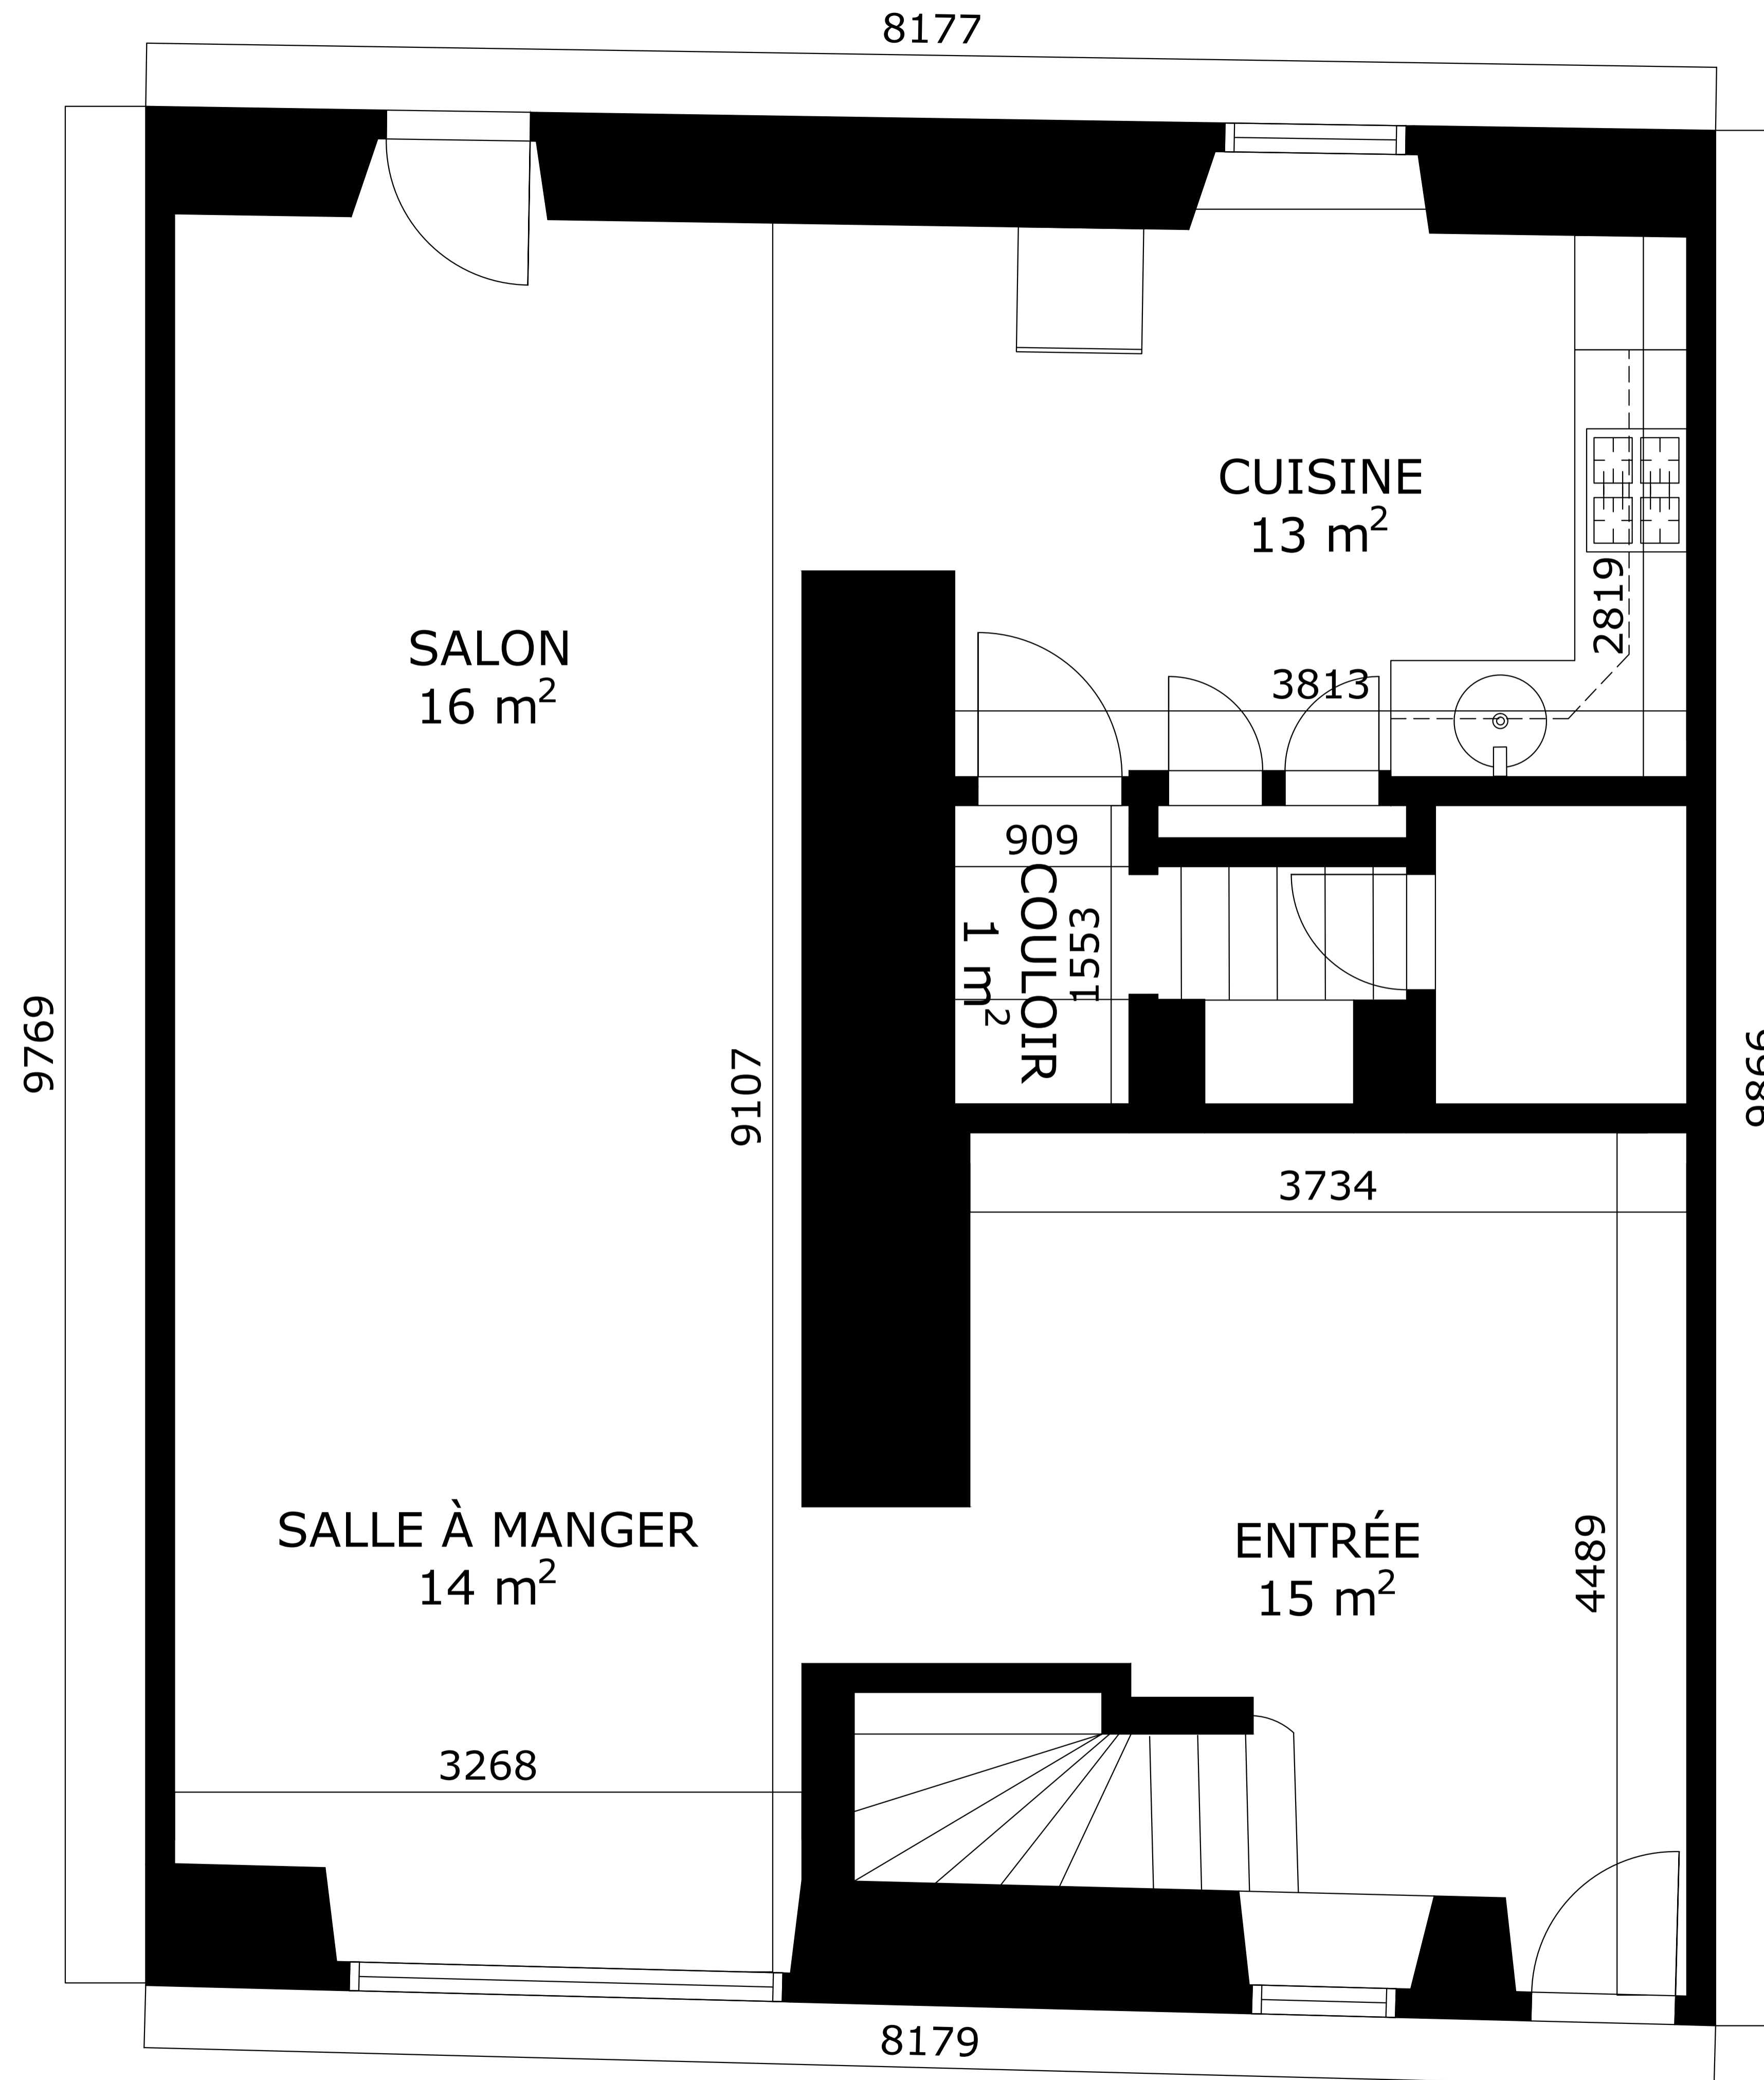 8177
CUISINE
13 m²
2819
SALON
16 m²
3813
909
COULOIR
1 m²
1553
9769
9107
9866
3734
SALLE À MANGER
14 m²
ENTRÉE
15 m²
4489
3268
8179